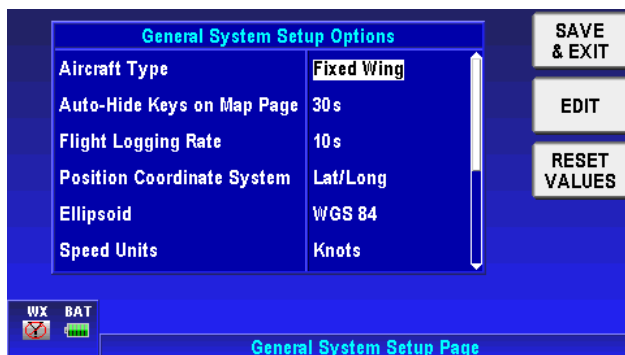 General System Setup Options
Aircraft Type Fixed Wing
Auto-Hide Keys on Map Page 30s
Flight Logging Rate 10s
Position Coordinate System Lat/Long
Ellipsoid WGS 84
Speed Units Knots
SAVE
& EXIT
EDIT
RESET
VALUES
WX BAT
General System Setup Page